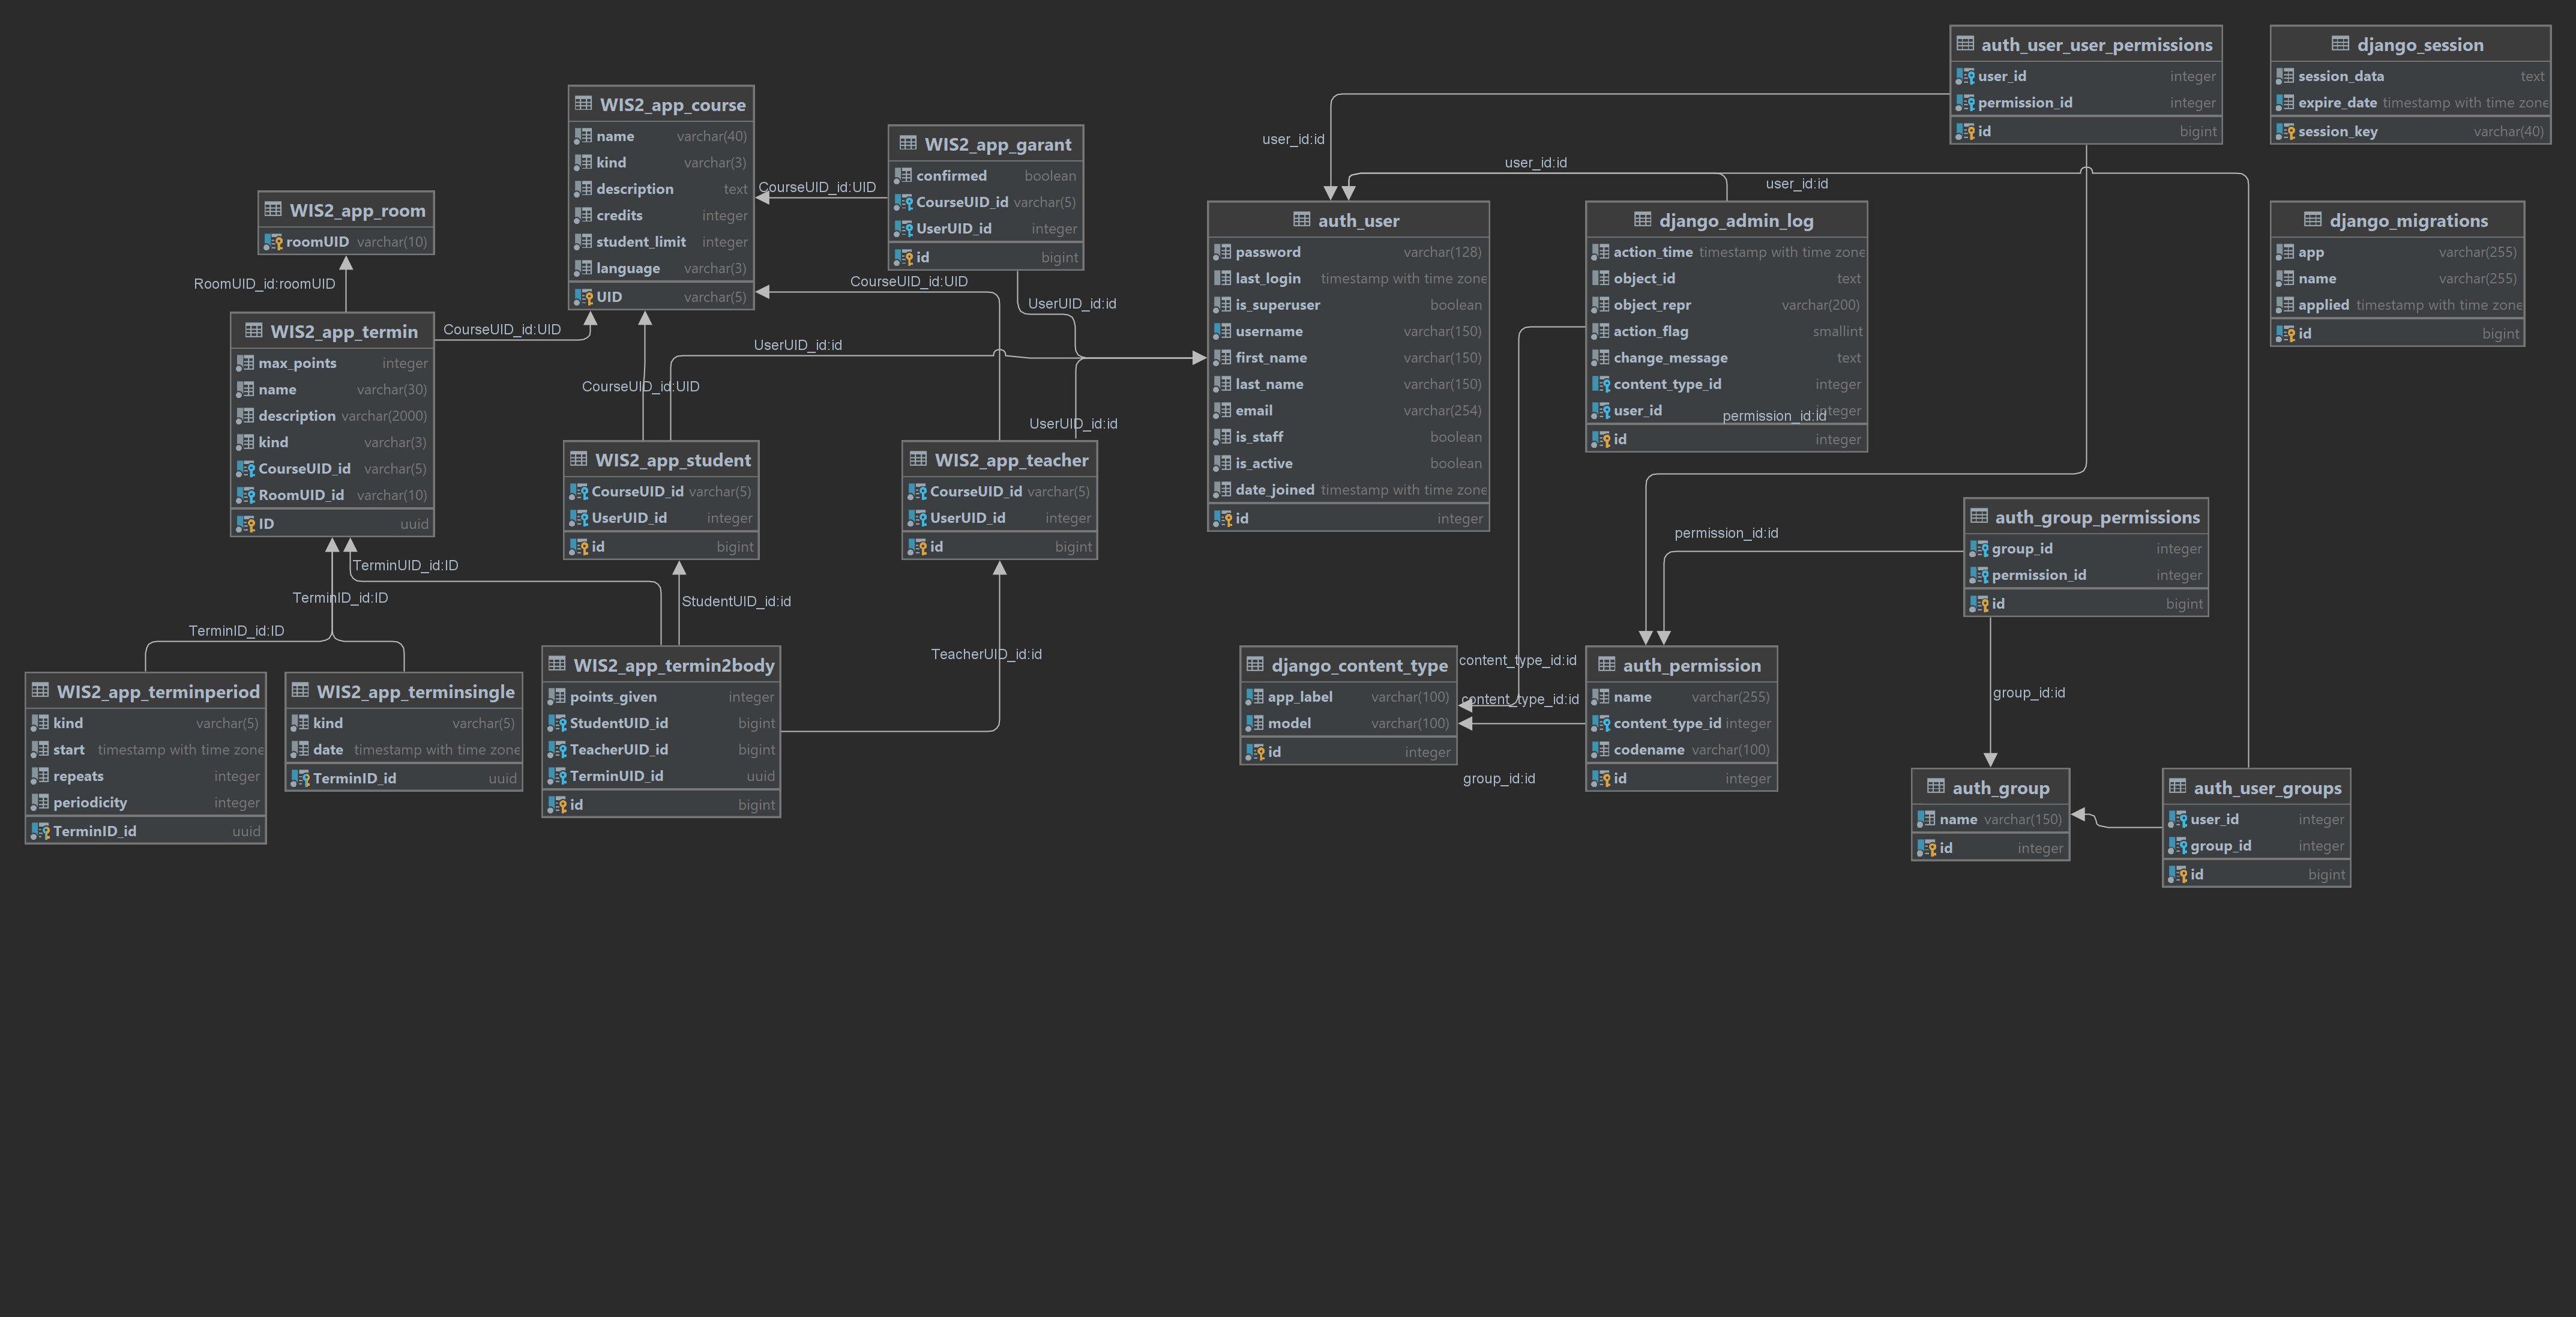 auth_user_user_permissions
user_id integer
permission_id integer
id bigint
django_session
session_data text
expire_date timestamp with time zone
session_key varchar(40)
WIS2_app_course
name varchar(40)
kind varchar(3)
description text
credits integer
student_limit integer
language varchar(3)
UID varchar(5)
WIS2_app_garant
confirmed boolean
CourseUID_id varchar(5)
UserUID_id integer
id bigint
CourseUID_id:UID
user_id:id
user_id:id
user_id:id
WIS2_app_room
roomUID varchar(10)
RoomUID_id:roomUID
auth_user
password varchar(128)
last_login timestamp with time zone
is_superuser boolean
username varchar(150)
first_name varchar(150)
last_name varchar(150)
email varchar(254)
is_staff boolean
is_active boolean
date_joined timestamp with time zone
id integer
django_admin_log
action_time timestamp with time zone
object_id text
object_repr varchar(200)
action_flag smallint
change_message text
content_type_id integer
user_id integer
id integer
permission_id:id
django_migrations
app varchar(255)
name varchar(255)
applied timestamp with time zone
id bigint
CourseUID_id:UID
UserUID_id:id
WIS2_app_termin
max_points integer
name varchar(30)
description varchar(2000)
kind varchar(3)
CourseUID_id varchar(5)
RoomUID_id varchar(10)
ID uuid
CourseUID_id:UID
UserUID_id:id
CourseUID_id:UID
UserUID_id:id
WIS2_app_student
CourseUID_id varchar(5)
UserUID_id integer
id bigint
WIS2_app_teacher
CourseUID_id varchar(5)
UserUID_id integer
id bigint
auth_group_permissions
group_id integer
permission_id integer
id bigint
permission_id:id
TerminUID_id:ID
TerminID_id:ID
StudentUID_id:id
TerminID_id:ID
TeacherUID_id:id
WIS2_app_terminperiod
kind varchar(5)
start timestamp with time zone
repeats integer
periodicity integer
TerminID_id uuid
WIS2_app_terminsingle
kind varchar(5)
date timestamp with time zone
TerminID_id uuid
WIS2_app_termin2body
points_given integer
StudentUID_id bigint
TeacherUID_id bigint
TerminUID_id uuid
id bigint
django_content_type
app_label varchar(100)
model varchar(100)
id integer
content_type_id:id
content_type_id:id
auth_permission
name varchar(255)
content_type_id integer
codename varchar(100)
id integer
group_id:id
group_id:id
auth_group
name varchar(150)
id integer
auth_user_groups
user_id integer
group_id integer
id bigint